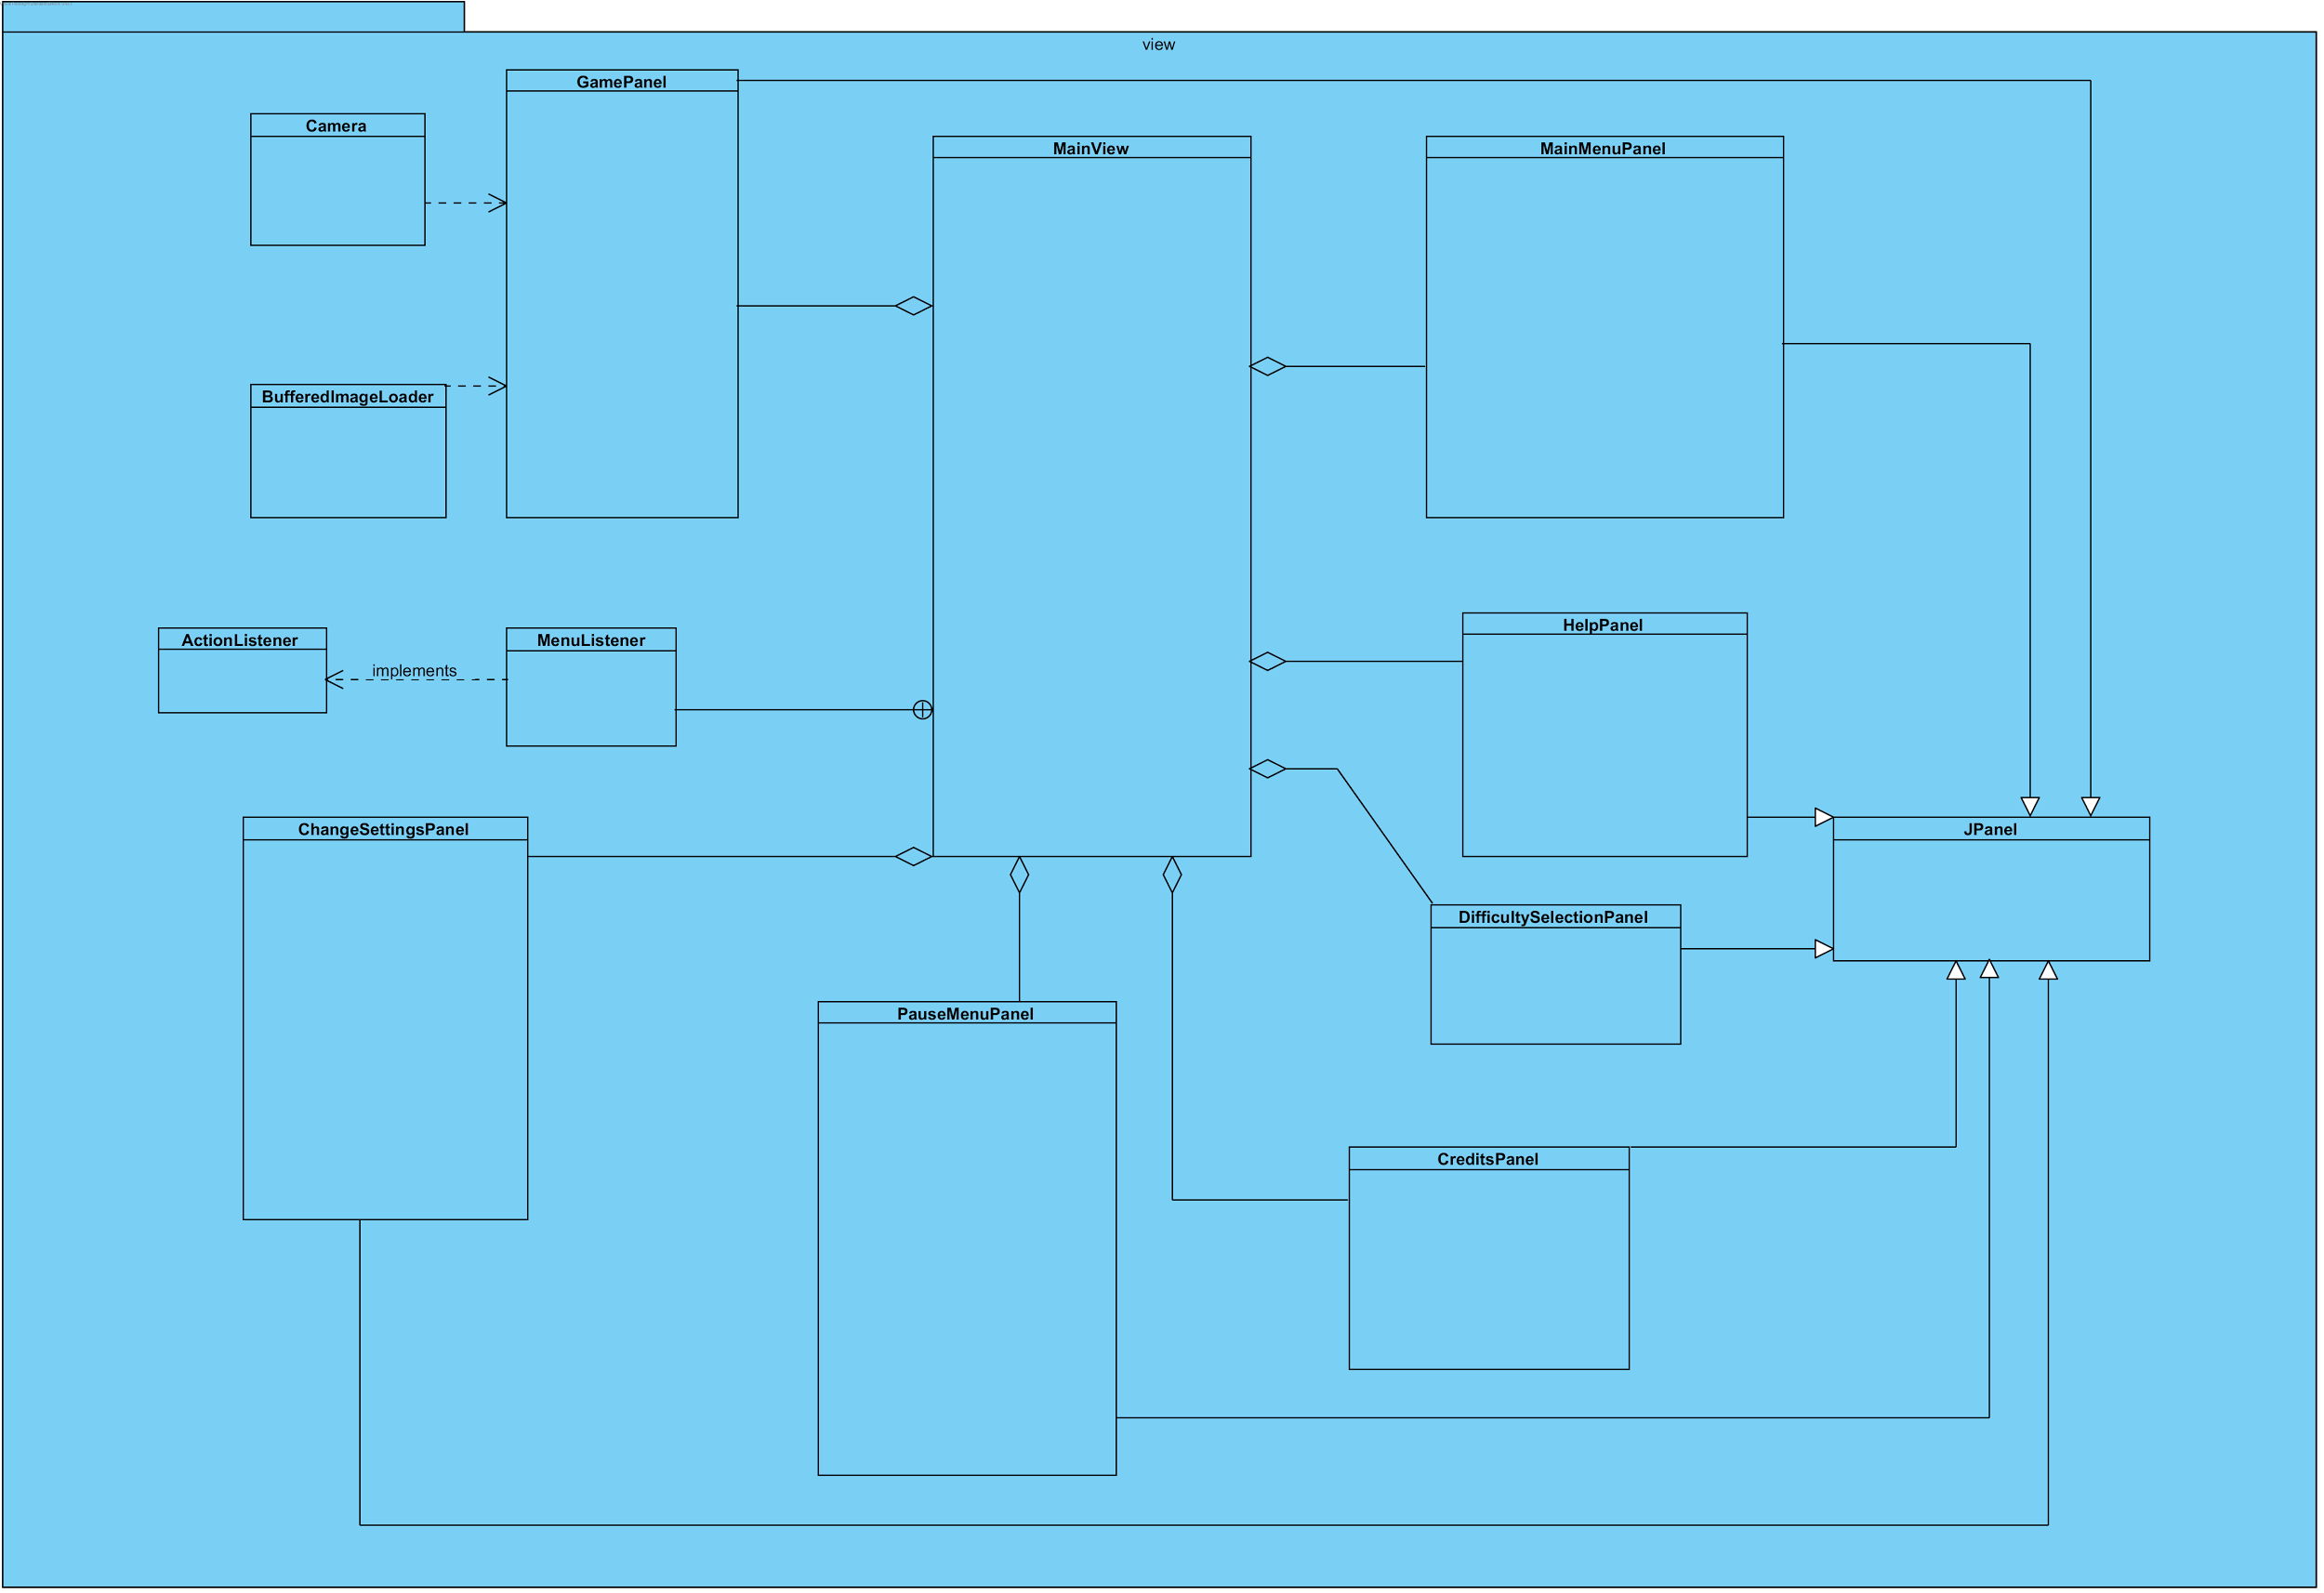 view
GamePanel
Camera
MainView
MainMenuPanel
BufferedImageLoader
HelpPanel
ActionListener
MenuListener
implements
ChangeSettingsPanel
JPanel
DifficultySelectionPanel
PauseMenuPanel
CreditsPanel